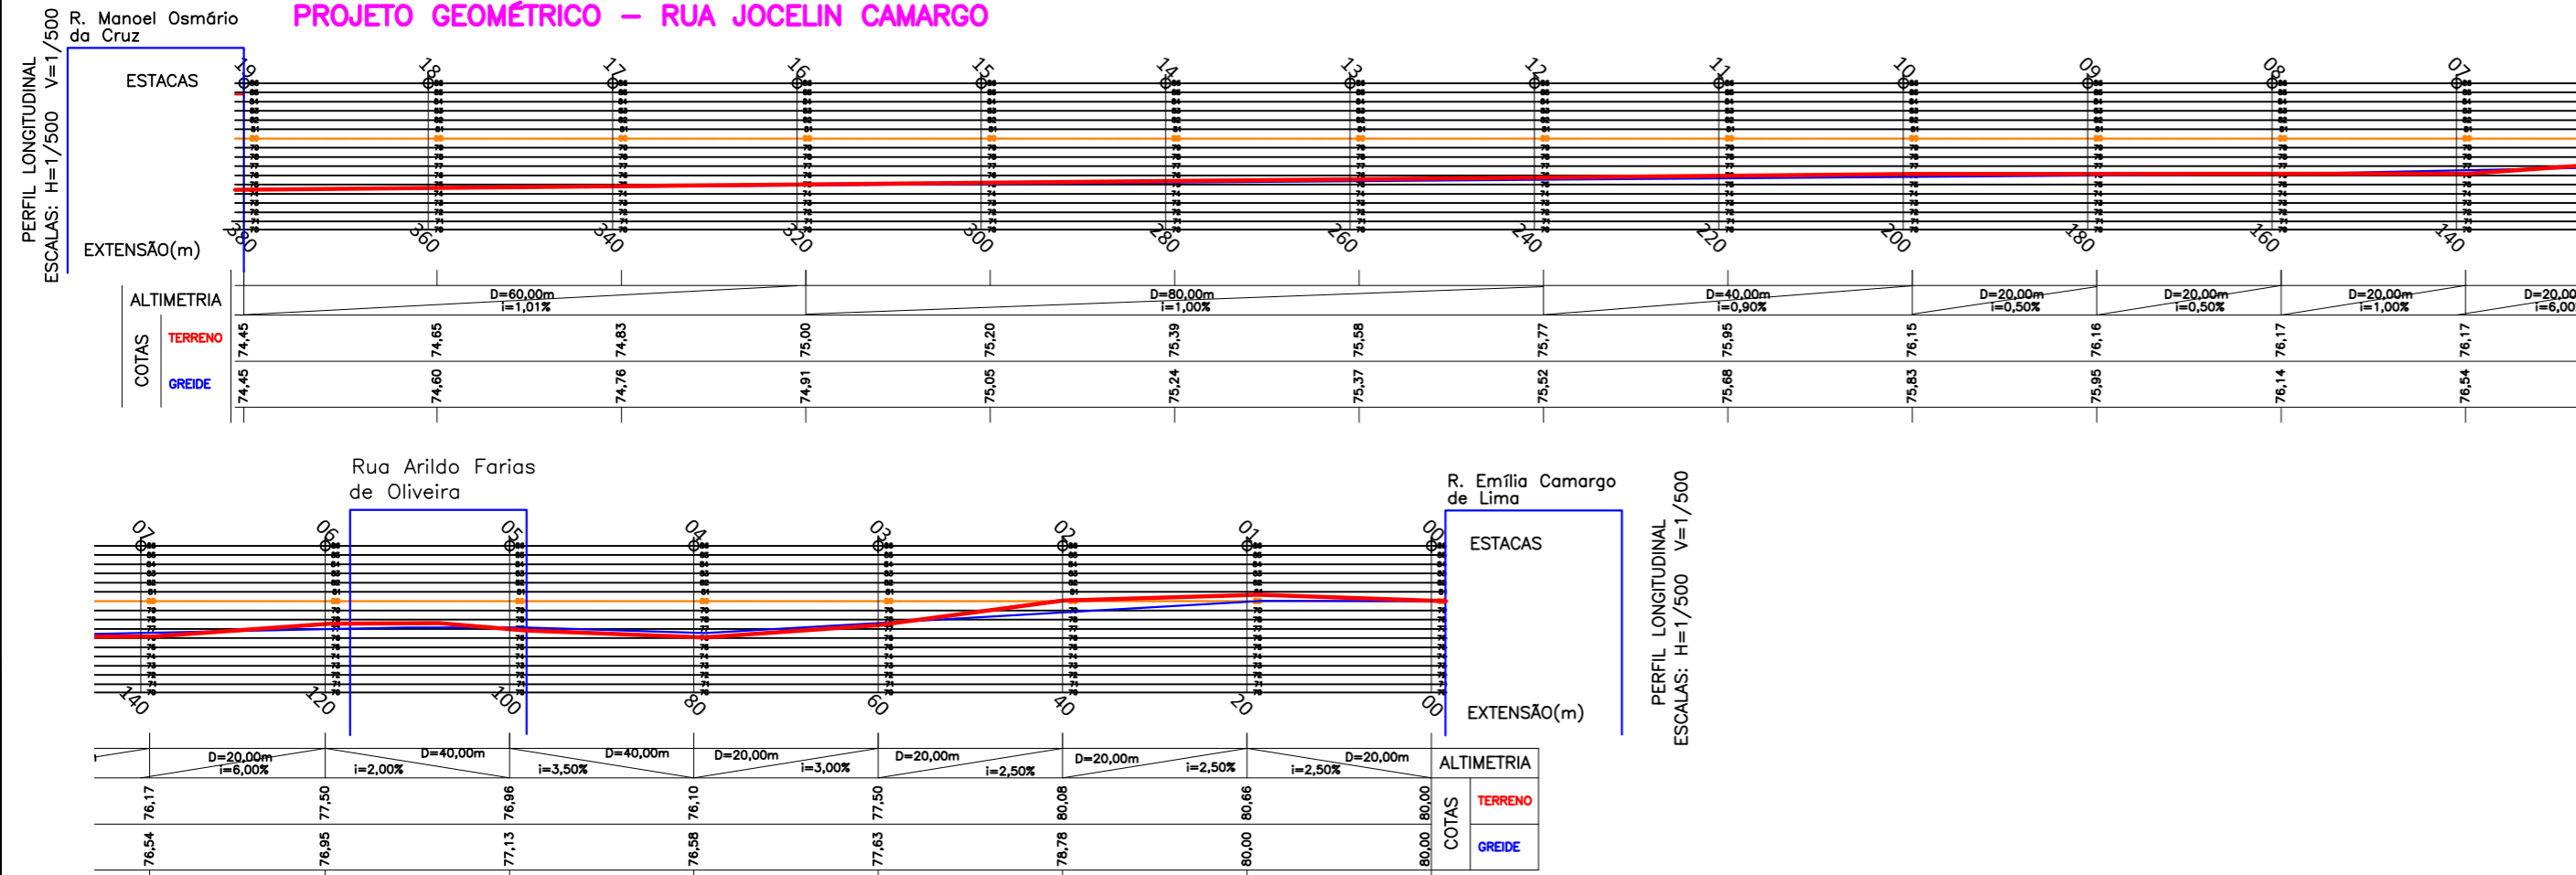 PROJETO GEOMÉTRICO – RUA JOCELIN CAMARGO
R. Manoel Osmário
da Cruz
PERFIL LONGITUDINAL
ESCALAS: H=1/500 V=1/500
ESTACAS
19 18 17 16 15 14 13 12 11 10 09 08 07
EXTENSÃO(m)
380 360 340 320 300 280 260 240 220 200 180 160 140
ALTIMETRIA
D=60,00m D=80,00m D=40,00m D=20,00m D=20,00m D=20,00m
i=1,01% i=1,00% i=0,90% i=0,50% i=0,50% i=1,00%
COTAS
TERRENO
74,45 74,65 74,83 75,00 75,20 75,39 75,58 75,77 75,95 76,15 76,16 76,17 76,17
GREIDE
74,45 74,60 74,76 74,91 75,05 75,24 75,37 75,52 75,68 75,83 75,95 76,14 76,54
Rua Arildo Farias
de Oliveira
R. Emília Camargo
de Lima
07 06 05 04 03 02 01 00
ESTACAS
140 120 100 80 60 40 20 00
EXTENSÃO(m)
PERFIL LONGITUDINAL
ESCALAS: H=1/500 V=1/500
D=20,00m D=40,00m D=40,00m D=20,00m D=20,00m D=20,00m D=20,00m
i=6,00% i=2,00% i=3,50% i=3,00% i=2,50% i=2,50% i=2,50%
ALTIMETRIA
76,17 77,50 76,96 76,10 77,50 80,08 80,66 80,00
TERRENO
COTAS
76,54 76,95 77,13 76,58 77,63 78,78 80,00 80,00
GREIDE